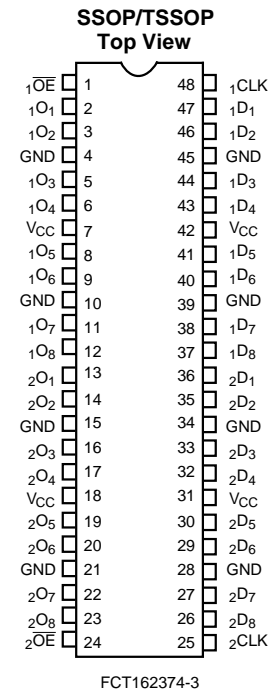 SSOP/TSSOP
Top View
1OE 1 48 1CLK
1O1 2 47 1D1
1O2 3 46 1D2
GND 4 45 GND
1O3 5 44 1D3
1O4 6 43 1D4
VCC 7 42 VCC
1O5 8 41 1D5
1O6 9 40 1D6
GND 10 39 GND
1O7 11 38 1D7
1O8 12 37 1D8
2O1 13 36 2D1
2O2 14 35 2D2
GND 15 34 GND
2O3 16 33 2D3
2O4 17 32 2D4
VCC 18 31 VCC
2O5 19 30 2D5
2O6 20 29 2D6
GND 21 28 GND
2O7 22 27 2D7
2O8 23 26 2D8
2OE 24 25 2CLK
FCT162374-3